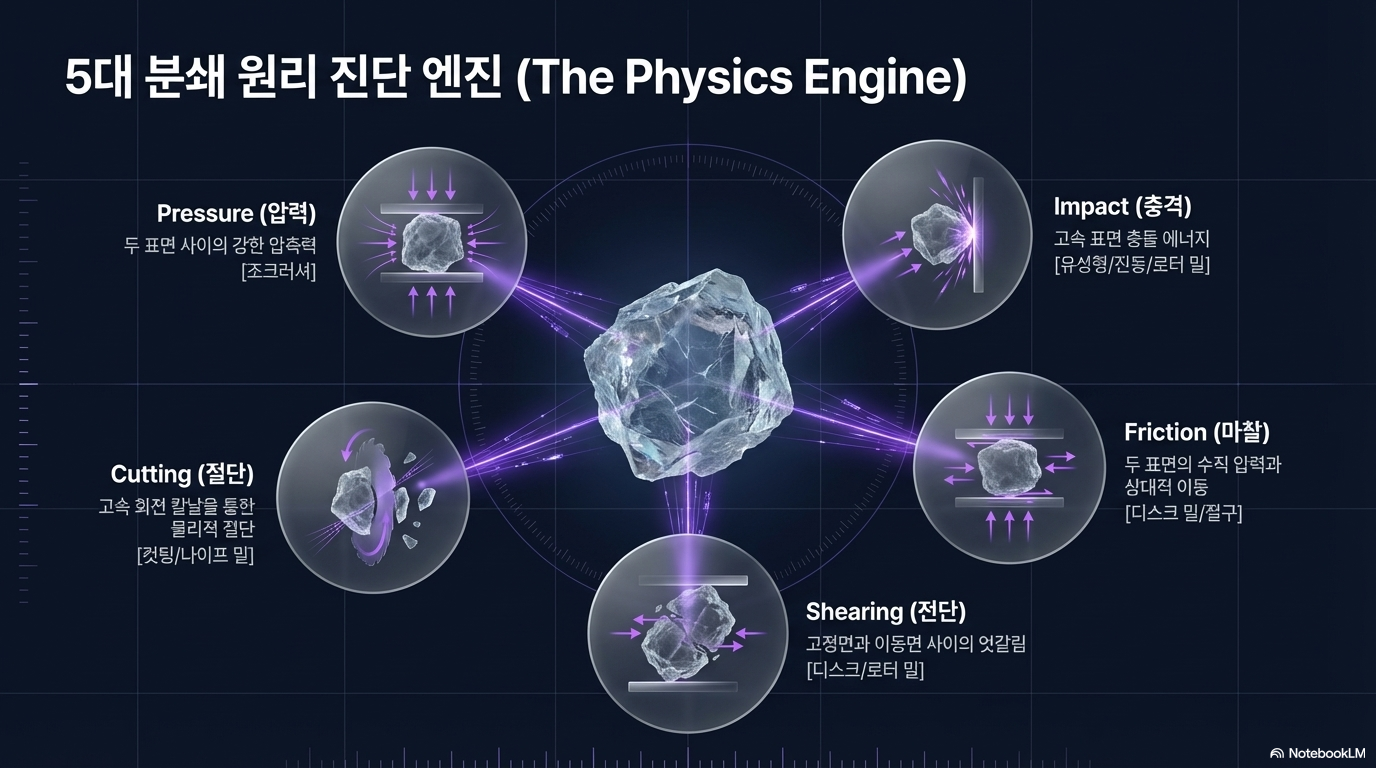 5대 분쇄 원리 진단 엔진 (The Physics Engine)
Pressure (압력)
두 표면 사이의 강한 압측력
[조크러셔]
Impact (충격)
고속 표면 충돌 에너지
[유성형/진동/로터 밀]
Cutting (절단)
고속 회전 칼날을 통한
물리적 절단
[컷팅/나이프 밀]
Friction (마찰)
두 표면의 수직 압력과
상대적 이동
[디스크 밀/절구]
Shearing (전단)
고정면과 이동면 사이의 엇갈림
[디스크/로터 밀]
NotebookLM